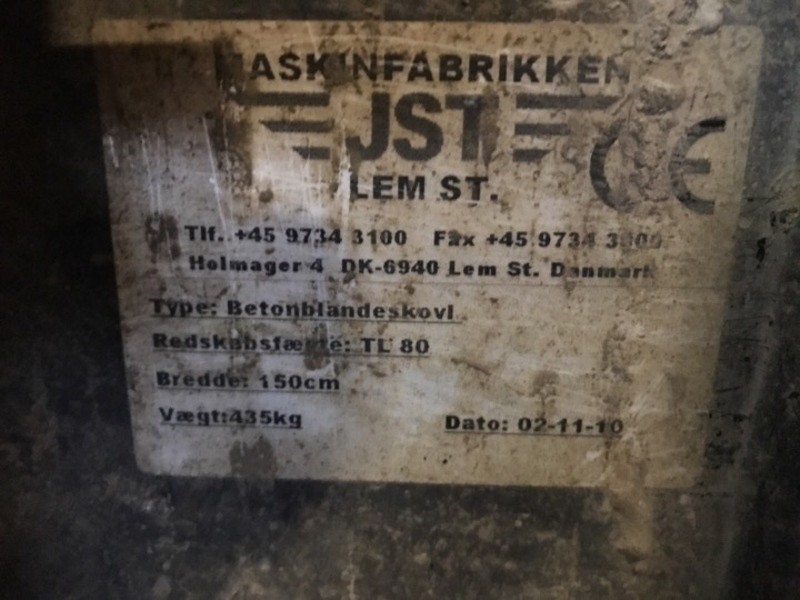 MASKINFABRIKKEN
JST
LEM ST.
CE
Tlf.. +45 9734 3100 Fax +45 9734
Holmager 4 DK-6940 Lem St. Danmark
Type: Betonblandeskovl
Redskabsfæste: TL 80
Bredde: 150cm
Vægt:435kg Dato: 02-11-10